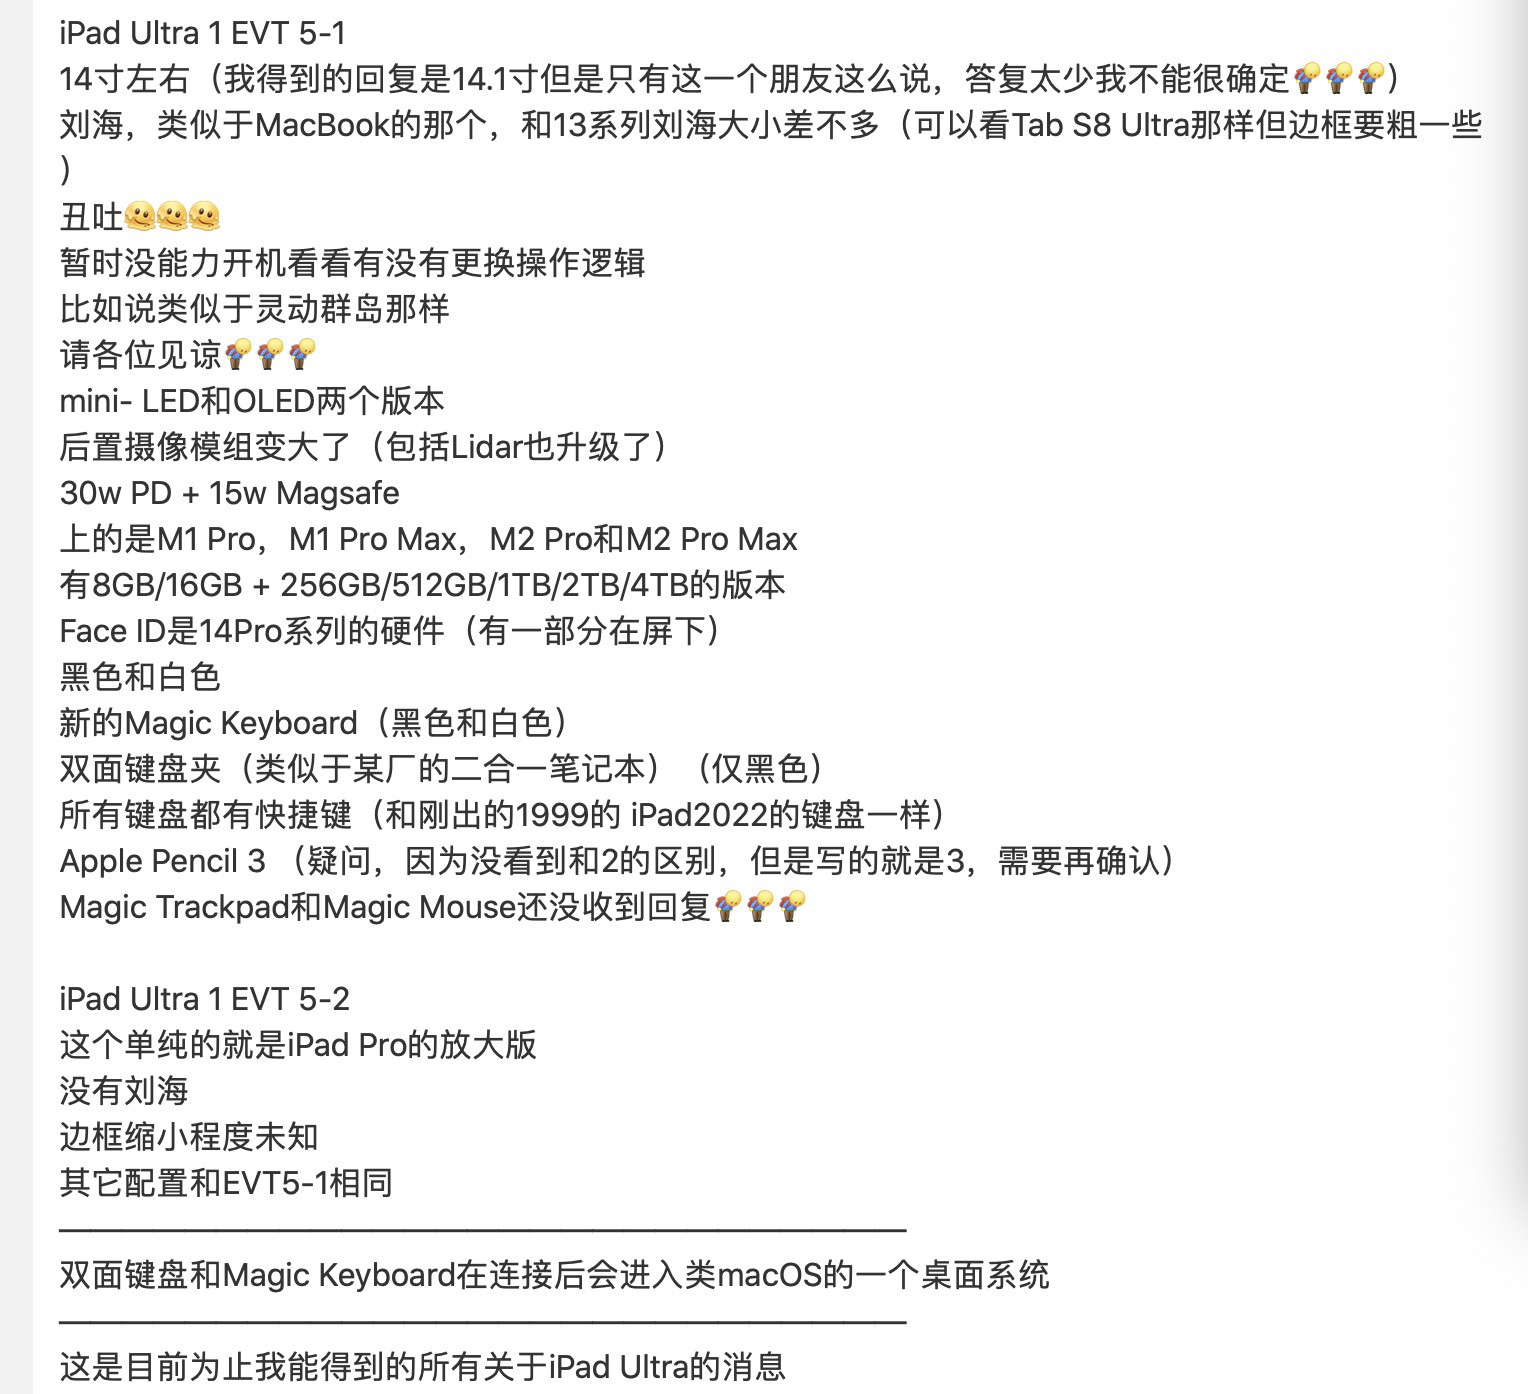 iPad Ultra 1 EVT 5-1
14寸左右（我得到的回复是14.1寸但是只有这一个朋友这么说，答复太少我不能很确定）
刘海，类似于MacBook的那个，和13系列刘海大小差不多（可以看Tab S8 Ultra那样但边框要粗一些
）
丑吐🫠🫠🫠
暂时没能力开机看看有没有更换操作逻辑
比如说类似于灵动群岛那样
请各位见谅
mini- LED和OLED两个版本
后置摄像模组变大了（包括Lidar也升级了）
30w PD + 15w Magsafe
上的是M1 Pro，M1 Pro Max，M2 Pro和M2 Pro Max
有8GB/16GB + 256GB/512GB/1TB/2TB/4TB的版本
Face ID是14Pro系列的硬件（有一部分在屏下）
黑色和白色
新的Magic Keyboard（黑色和白色）
双面键盘夹（类似于某厂的二合一笔记本）（仅黑色）
所有键盘都有快捷键（和刚出的1999的 iPad2022的键盘一样）
Apple Pencil 3 （疑问，因为没看到和2的区别，但是写的就是3，需要再确认）
Magic Trackpad和Magic Mouse还没收到回复
iPad Ultra 1 EVT 5-2
这个单纯的就是iPad Pro的放大版
没有刘海
边框缩小程度未知
其它配置和EVT5-1相同
双面键盘和Magic Keyboard在连接后会进入类macOS的一个桌面系统
这是目前为止我能得到的所有关于iPad Ultra的消息